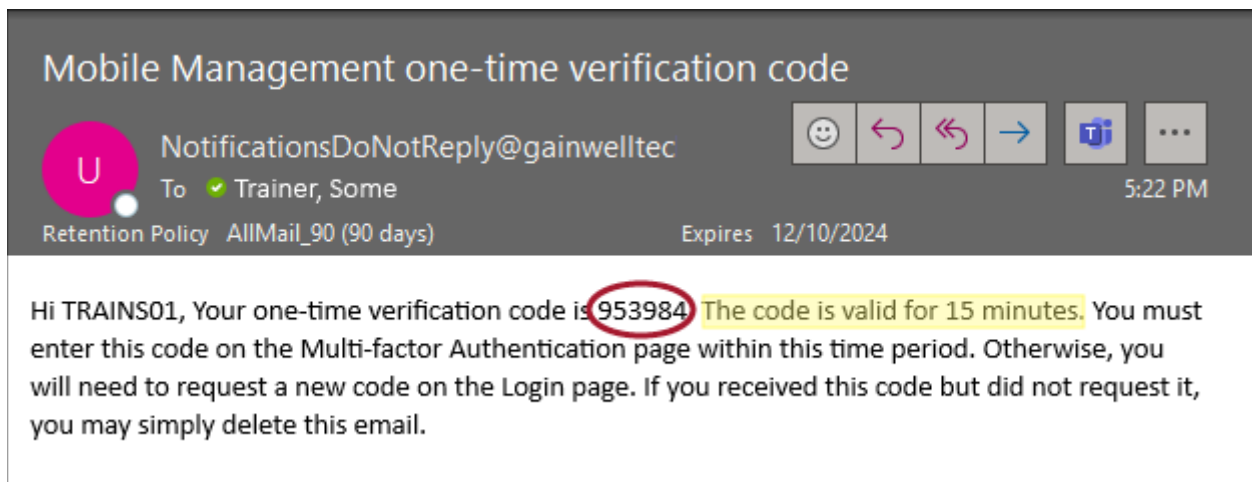 Mobile Management one-time verification code
U
NotificationsDoNotReply@gainwelltec
To Trainer, Some
5:22 PM
Retention Policy AllMail_90 (90 days) Expires 12/10/2024
Hi TRAINS01, Your one-time verification code is 953984 The code is valid for 15 minutes. You must
enter this code on the Multi-factor Authentication page within this time period. Otherwise, you
will need to request a new code on the Login page. If you received this code but did not request it,
you may simply delete this email.